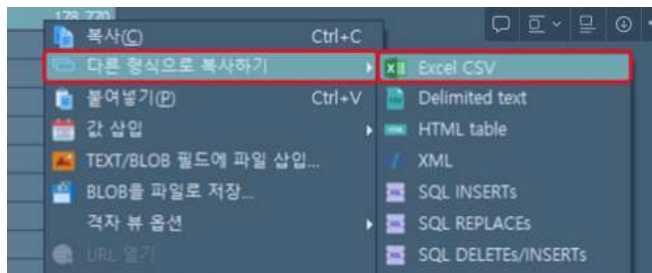 178,770
복사(C) Ctrl+C
다른 형식으로 복사하기 Excel CSV
붙여넣기(P) Ctrl+V Delimited text
값 삽입 HTML table
TEXT/BLOB 필드에 파일 삽입... XML
BLOB를 파일로 저장... SQL INSERTs
격자 뷰 옵션 SQL REPLACEs
URL 열기 SQL DELETEs/INSERTs